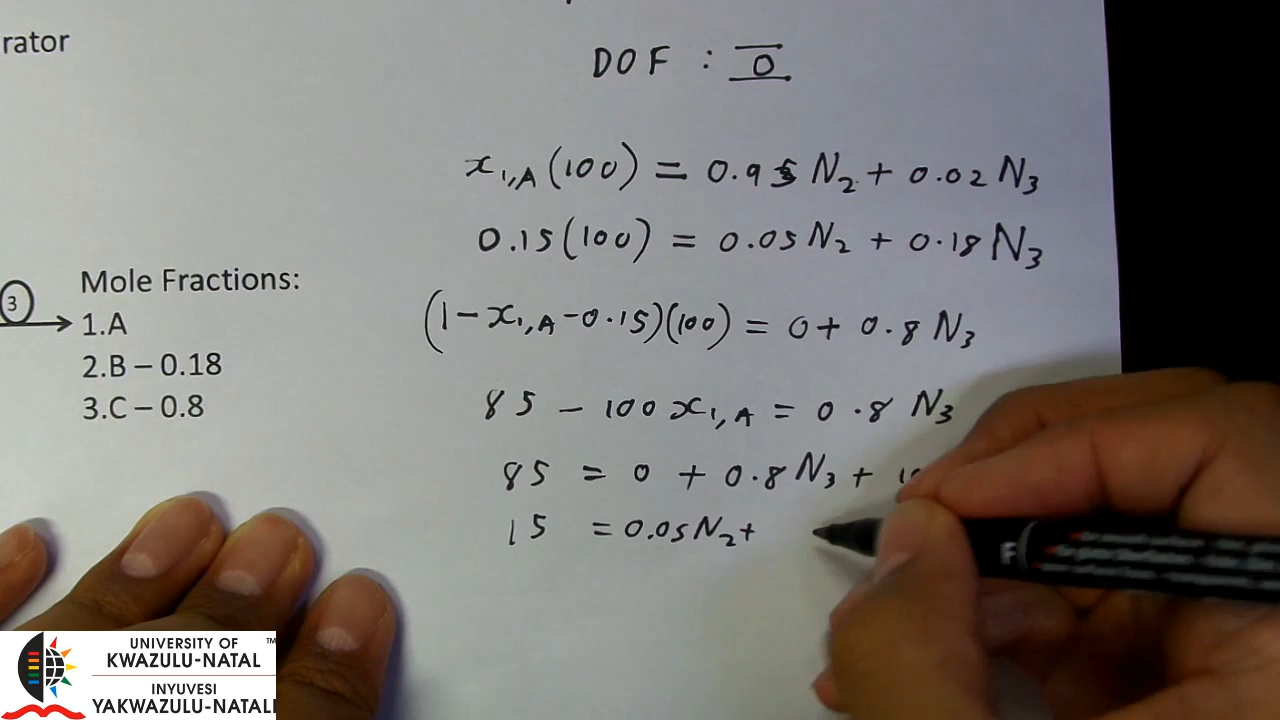 rator
DOF : 0
x1,A(100) = 0.95 N2 + 0.02 N3
0.15(100) = 0.05 N2 + 0.18 N3
3
Mole Fractions:
1.A
2.B – 0.18
3.C – 0.8
(1 - x1,A - 0.15)(100) = 0 + 0.8 N3
85 - 100 x1,A = 0.8 N3
85 = 0 + 0.8 N3 + 10
15 = 0.05 N2 +
F
UNIVERSITY OF ™
KWAZULU-NATAL
INYUVESI
YAKWAZULU-NATALI